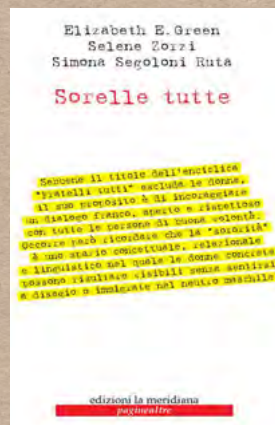 Elizabeth E. Green
Selene Zorzi
Simona Segoloni Ruta
Sorelle tutte
Sebbene il titolo dell'enciclica
"Fratelli tutti" escluda le donne,
il suo proposito è di incoraggiare
un dialogo franco, aperto e rispettoso
con tutte le persone di buona volontà.
Occorre però ricordare che la "sororità"
è uno spazio concettuale, relazionale
e linguistico nel quale le donne concrete
possono risultare visibili senza sentirsi
a disagio o immigrate nel neutro maschile
edizioni la meridiana
paginealtre